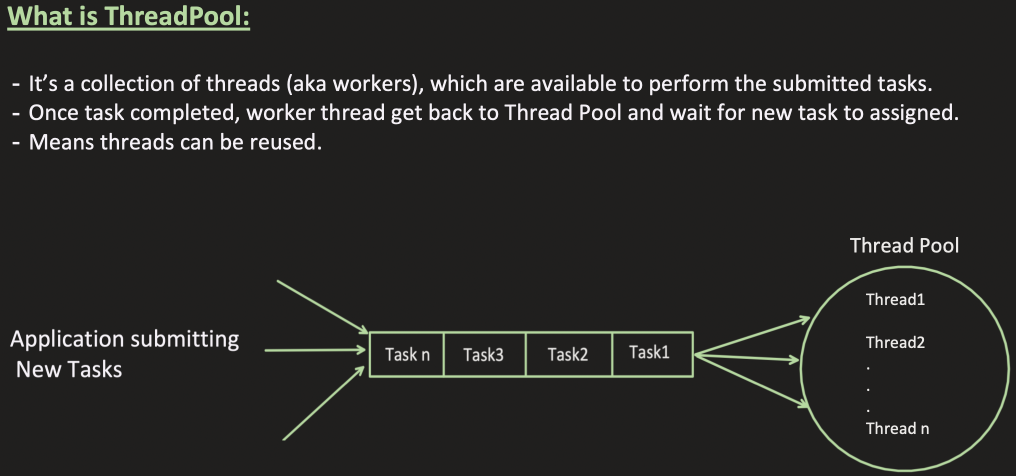 What is ThreadPool:
- It’s a collection of threads (aka workers), which are available to perform the submitted tasks.
- Once task completed, worker thread get back to Thread Pool and wait for new task to assigned.
- Means threads can be reused.
Thread Pool
Thread1
Application submitting
New Tasks
Task n
Task3
Task2
Task1
Thread2
.
.
.
Thread n